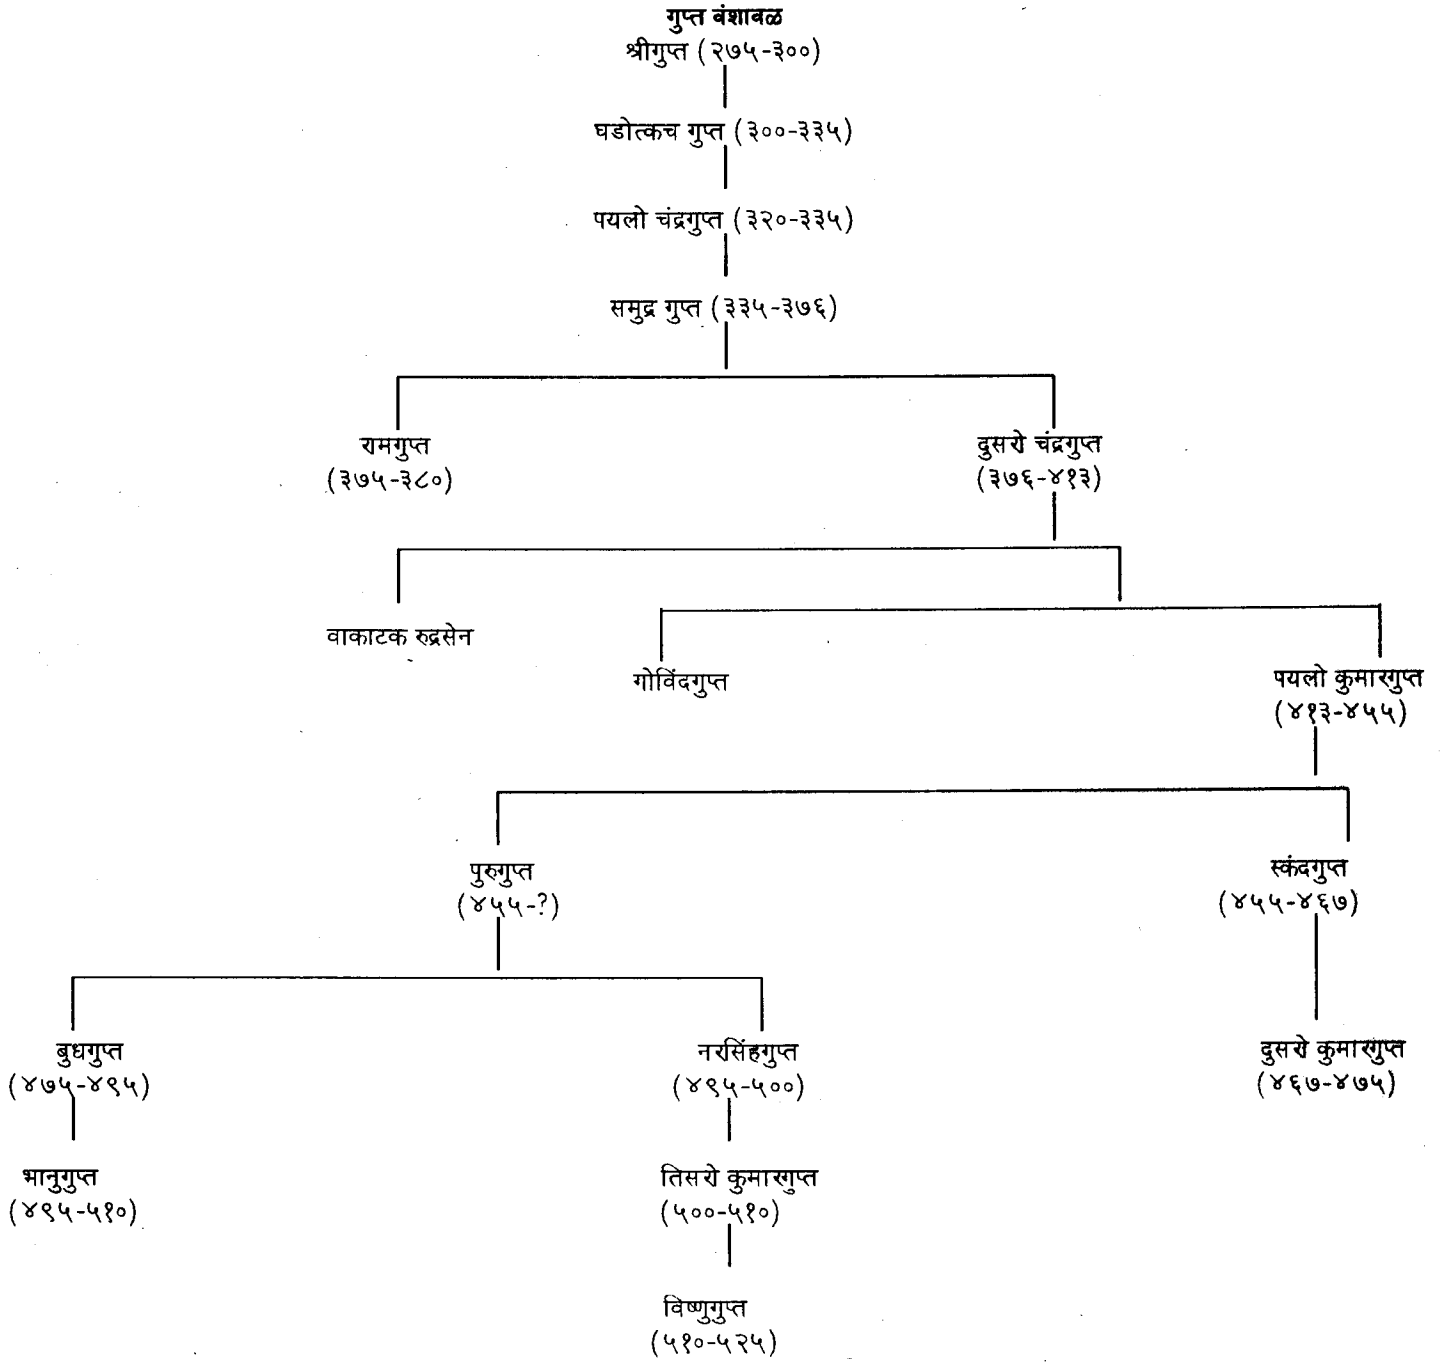 गुप्त वंशावळ
श्रीगुप्त (२७५-३००)
घडोत्कच गुप्त (३००-३३५)
पयलो चंद्रगुप्त (३२०-३३५)
समुद्र गुप्त (३३५-३७६)
रामगुप्त
(३७५-३८०)
दुसरो चंद्रगुप्त
(३७६-४१३)
वाकाटक रुद्रसेन
गोविंदगुप्त
पयलो कुमारगुप्त
(४१३-४५५)
पुरुगुप्त
(४५५-?)
स्कंदगुप्त
(४५५-४६७)
बुधगुप्त
(४७५-४९५)
नरसिंहगुप्त
(४९५-५००)
दुसरो कुमारगुप्त
(४६७-४७५)
भानुगुप्त
(४९५-५१०)
तिसरो कुमारगुप्त
(५००-५१०)
विष्णुगुप्त
(५१०-५२५)